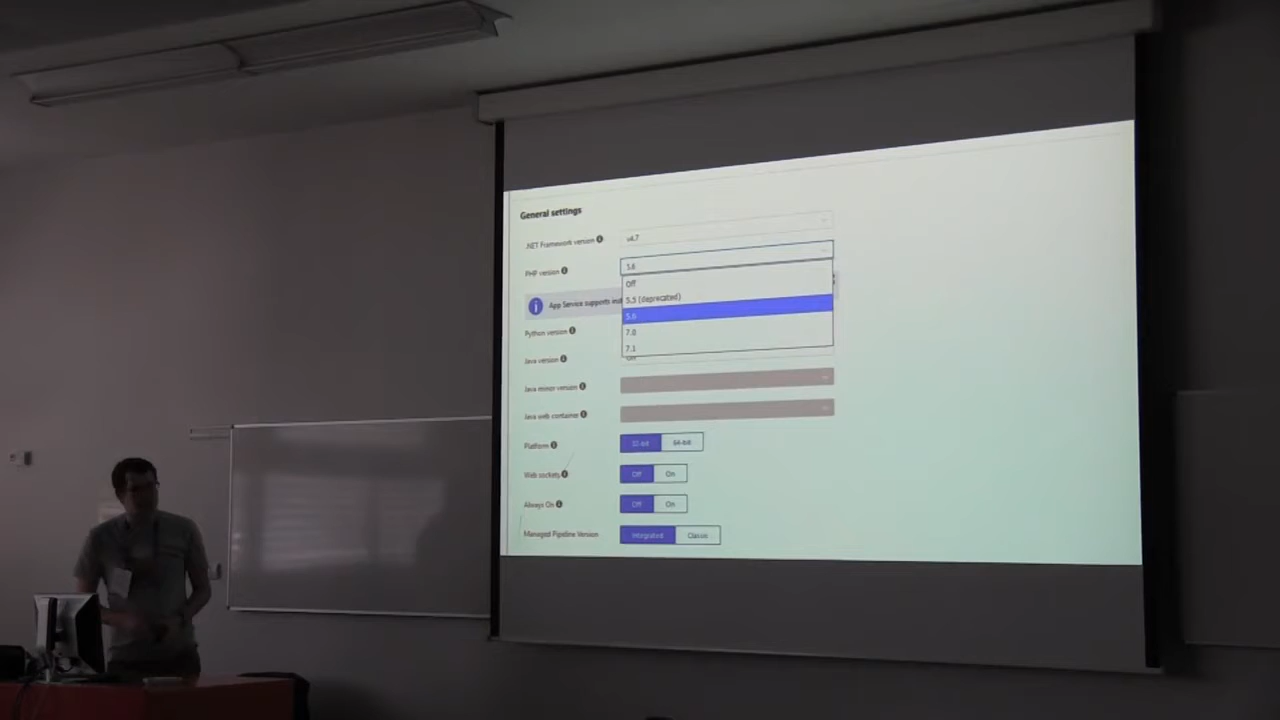 General settings
.NET Framework version v4.7
PHP version 5.6
Off
5.5 (deprecated)
App Service supports
5.6
Python version
7.0
7.1
Java version Off
Java minor version
Java web container
Platform 32-bit 64-bit
Web sockets Off On
Always On Off On
Managed Pipeline Version Integrated Classic